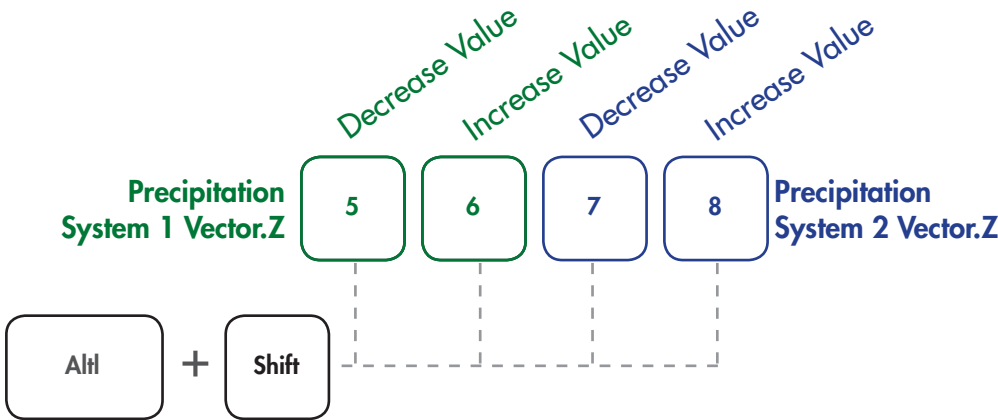 Decrease Value
Increase Value
Decrease Value
Increase Value
Precipitation
System 1 Vector.Z
5
6
7
8
Precipitation
System 2 Vector.Z
Altl
+
Shift